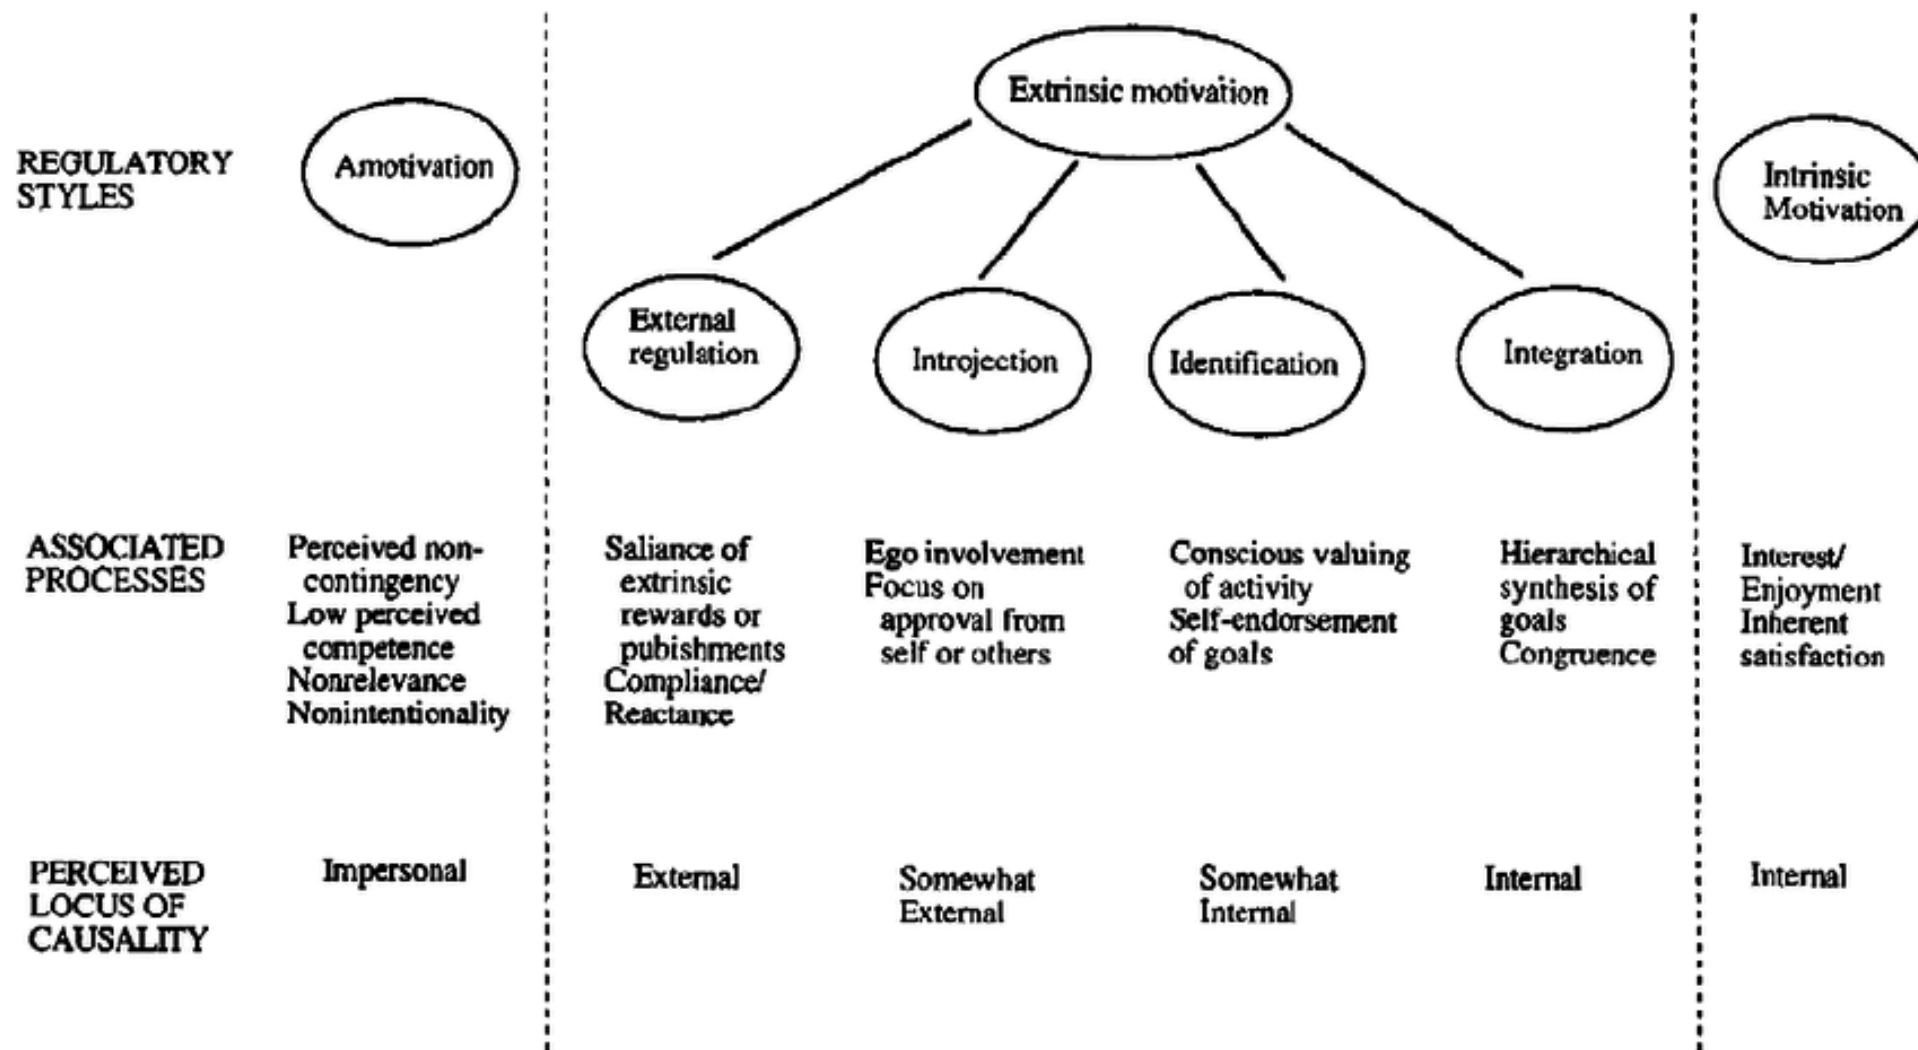 Extrinsic motivation
REGULATORY
STYLES
Amotivation
Intrinsic
Motivation
External
regulation
Introjection
Identification
Integration
ASSOCIATED
PROCESSES
Perceived non-
contingency
Low perceived
competence
Nonrelevance
Nonintentionality
Saliance of
extrinsic
rewards or
pubishments
Compliance/
Reactance
Ego involvement
Focus on
approval from
self or others
Conscious valuing
of activity
Self-endorsement
of goals
Hierarchical
synthesis of
goals
Congruence
Interest/
Enjoyment
Inherent
satisfaction
PERCEIVED
LOCUS OF
CAUSALITY
Impersonal
External
Somewhat
External
Somewhat
Internal
Internal
Internal